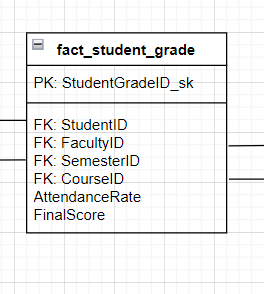 fact_student_grade
PK: StudentGradeID_sk
FK: StudentID
FK: FacultyID
FK: SemesterID
FK: CourseID
AttendanceRate
FinalScore